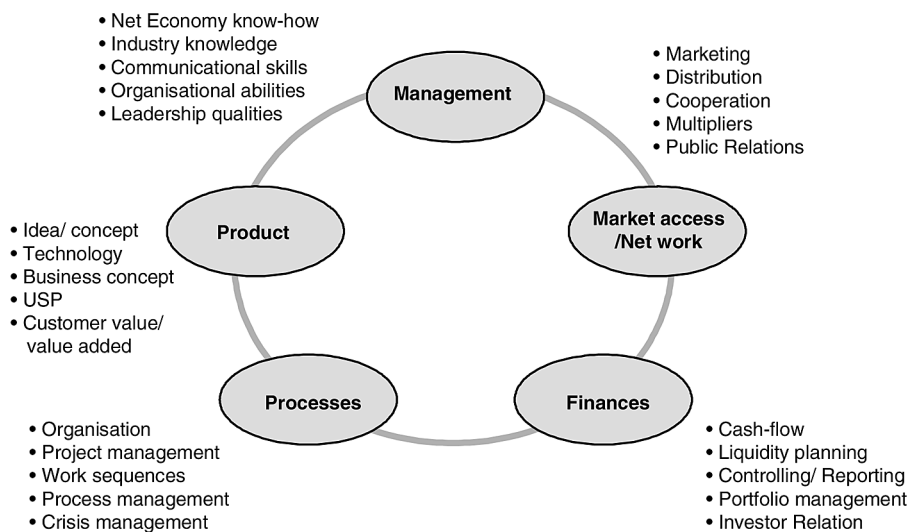 • Net Economy know-how
• Industry knowledge
• Communicational skills
• Organisational abilities
• Leadership qualities
Management
• Marketing
• Distribution
• Cooperation
• Multipliers
• Public Relations
Product
Market access
/Net work
• Idea/ concept
• Technology
• Business concept
• USP
• Customer value/
value added
Processes
Finances
• Organisation
• Project management
• Work sequences
• Process management
• Crisis management
• Cash-flow
• Liquidity planning
• Controlling/ Reporting
• Portfolio management
• Investor Relation